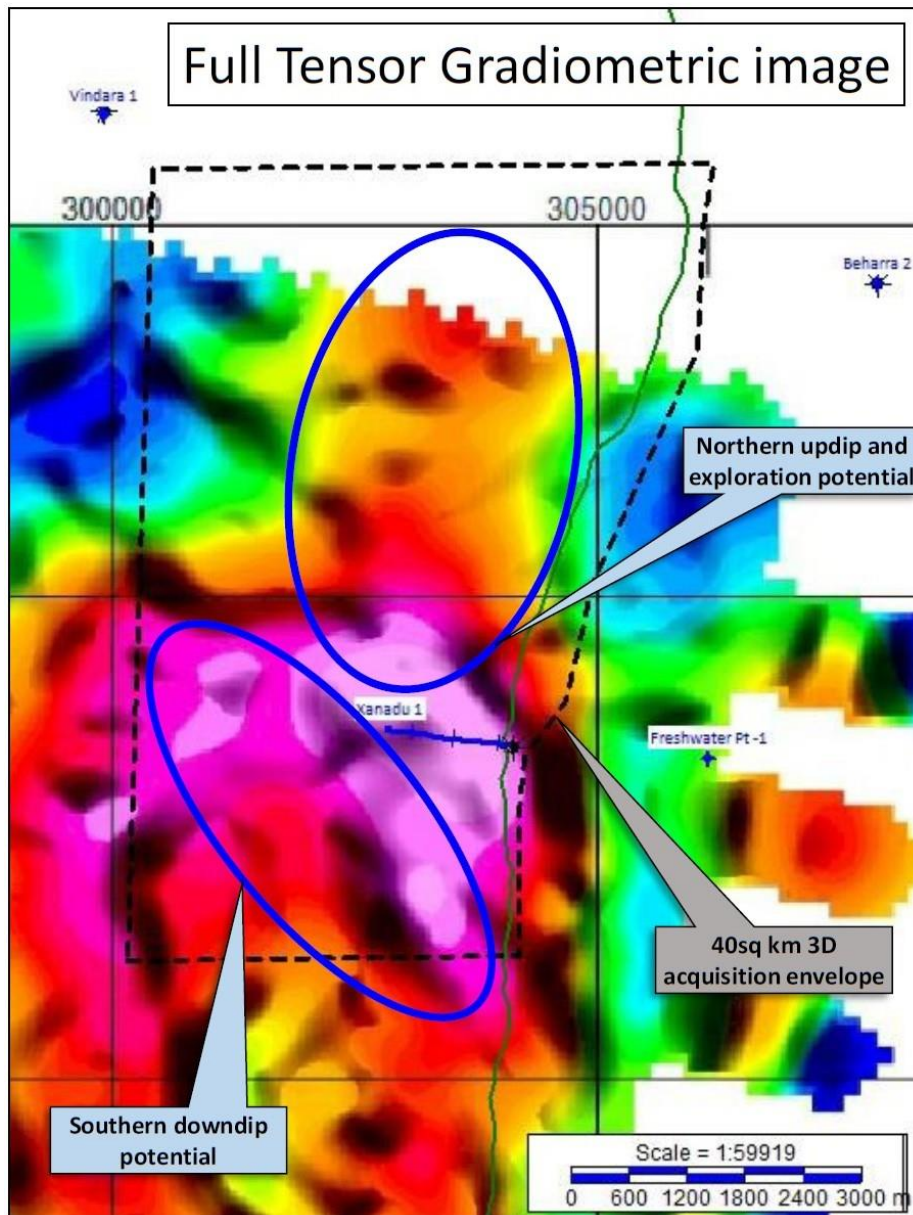 Full Tensor Gradiometric image
Vindara 1
300000
305000
Beharra 2
Northern updip and
exploration potential
Xanadu 1
Freshwater Pt -1
40sq km 3D
acquisition envelope
Southern downdip
potential
Scale = 1:59919
0 600 1200 1800 2400 3000 m